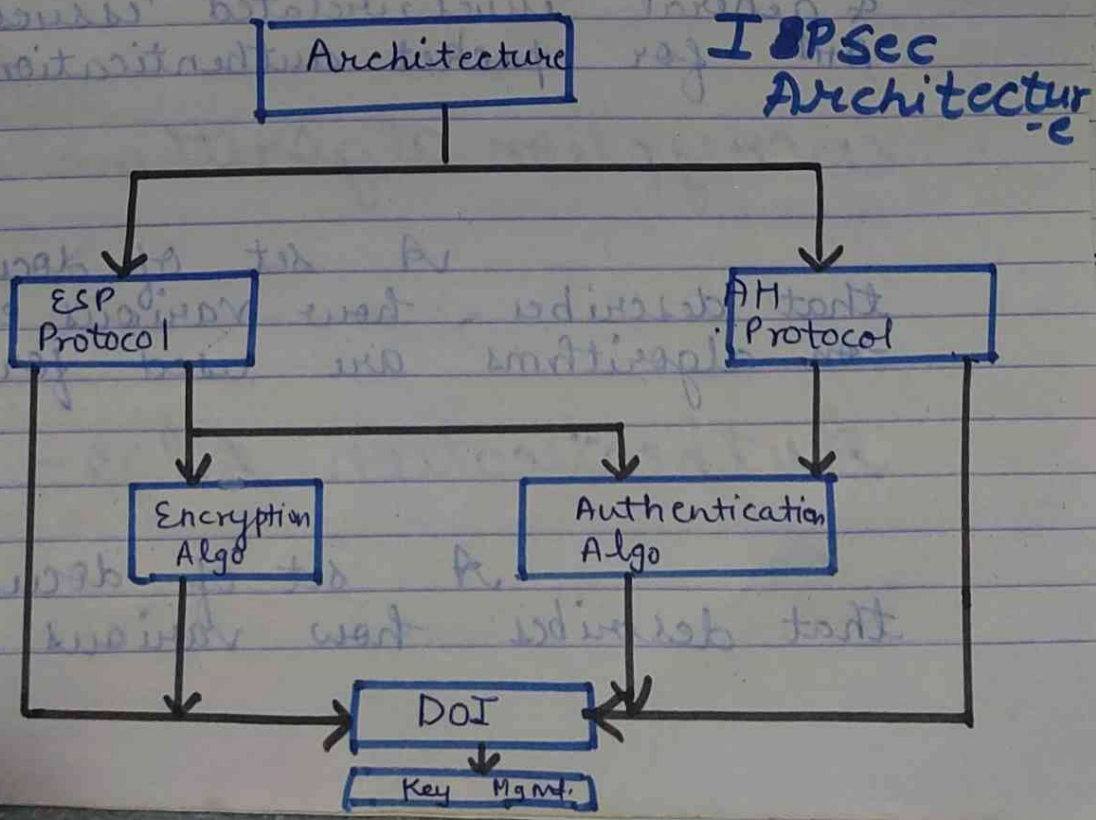 Architecture
IPSec
Architectur
-e
ESP
Protocol
AH
Protocol
Encryption
Algo
Authentication
Algo
DOI
Key Mgmt.